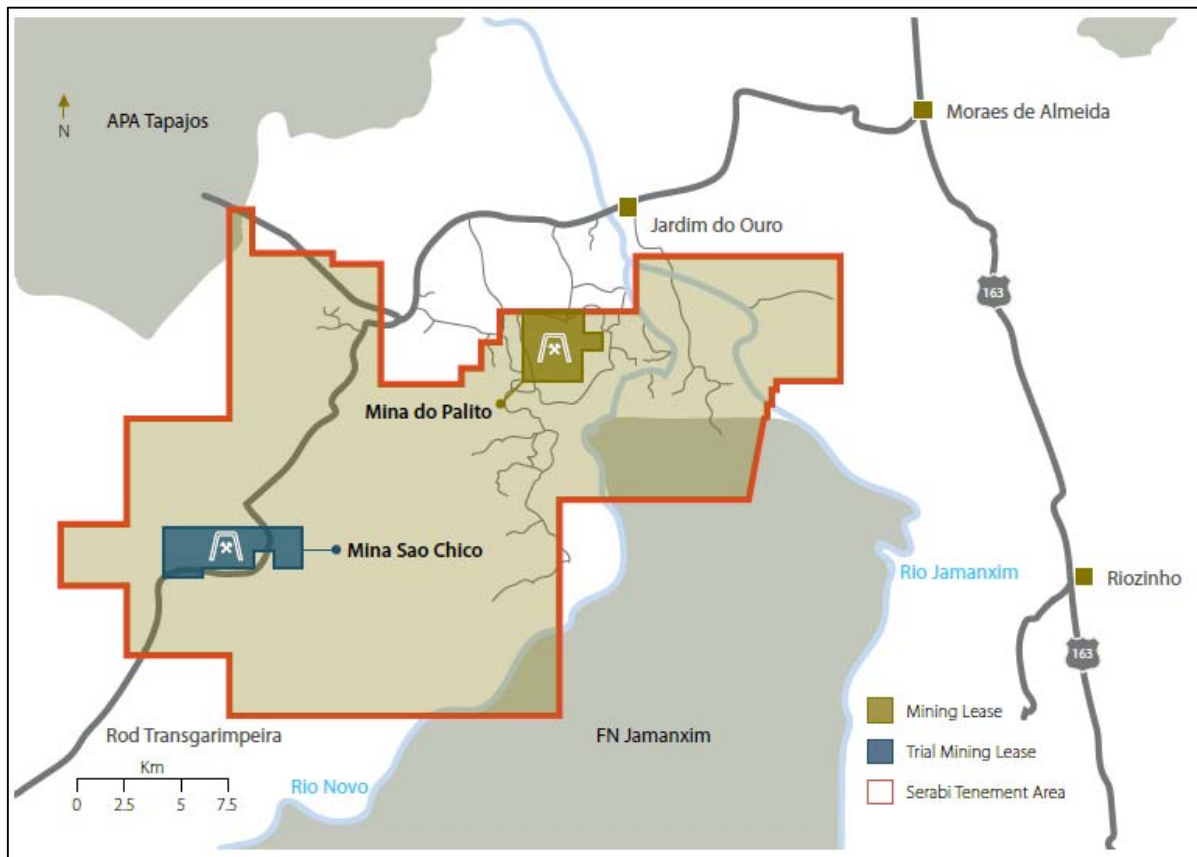 N
APA Tapajos
Moraes de Almeida
Jardim do Ouro
163
Mina do Palito
Mina Sao Chico
Rio Jamanxim
Riozinho
163
Rod Transgarimpeira
FN Jamanxim
Rio Novo
Km
0 2.5 5 7.5
Mining Lease
Trial Mining Lease
Serabi Tenement Area